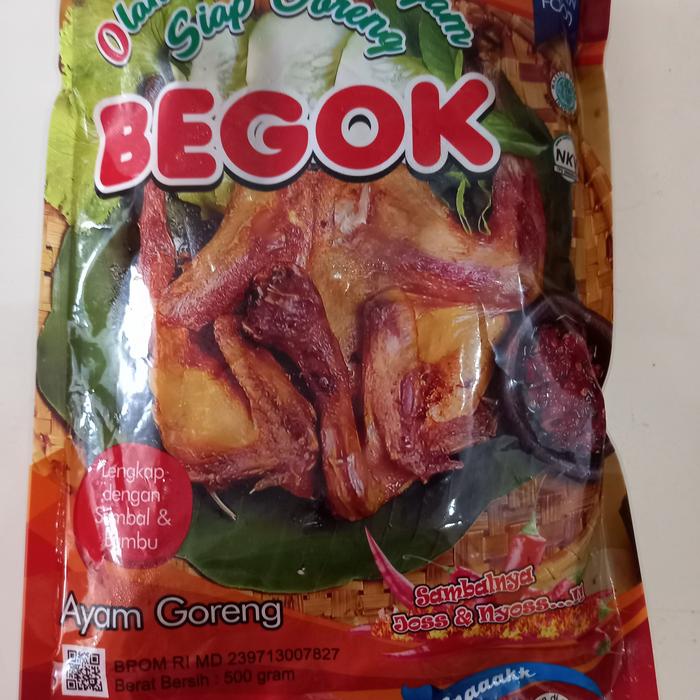 Siap Goreng
BEGOK
NKV
Lengkap
dengan
Sambal &
Bumbu
Sambalnya
Joss & Nyoss....!!
Ayam Goreng
BPOM RI MD 239713007827
Berat Bersih : 500 gram